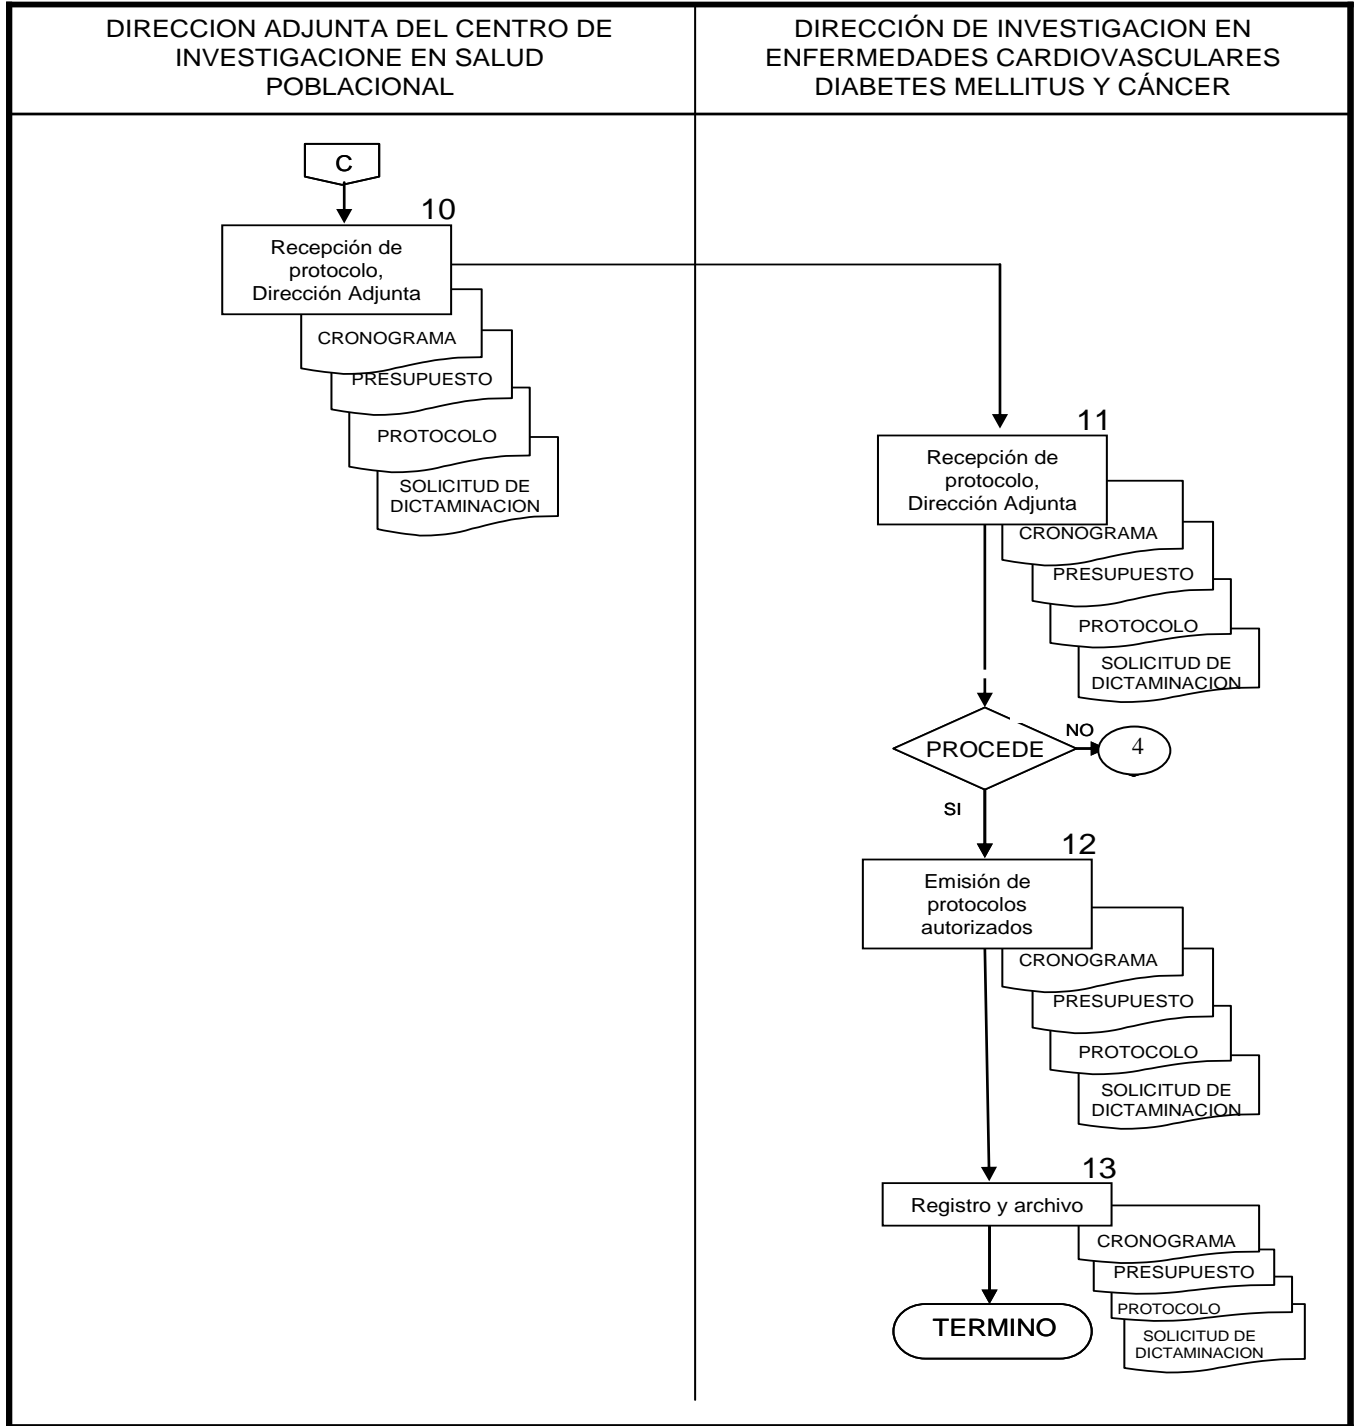 DIRECCION ADJUNTA DEL CENTRO DE
INVESTIGACIONE EN SALUD
POBLACIONAL
DIRECCIÓN DE INVESTIGACION EN
ENFERMEDADES CARDIOVASCULARES
DIABETES MELLITUS Y CÁNCER
C
10
Recepción de
protocolo,
Dirección Adjunta
CRONOGRAMA
PRESUPUESTO
PROTOCOLO
SOLICITUD DE
DICTAMINACION
11
Recepción de
protocolo,
Dirección Adjunta
CRONOGRAMA
PRESUPUESTO
PROTOCOLO
SOLICITUD DE
DICTAMINACION
PROCEDE
NO
4
SI
12
Emisión de
protocolos
autorizados
CRONOGRAMA
PRESUPUESTO
PROTOCOLO
SOLICITUD DE
DICTAMINACION
13
Registro y archivo
CRONOGRAMA
PRESUPUESTO
PROTOCOLO
SOLICITUD DE
DICTAMINACION
TERMINO